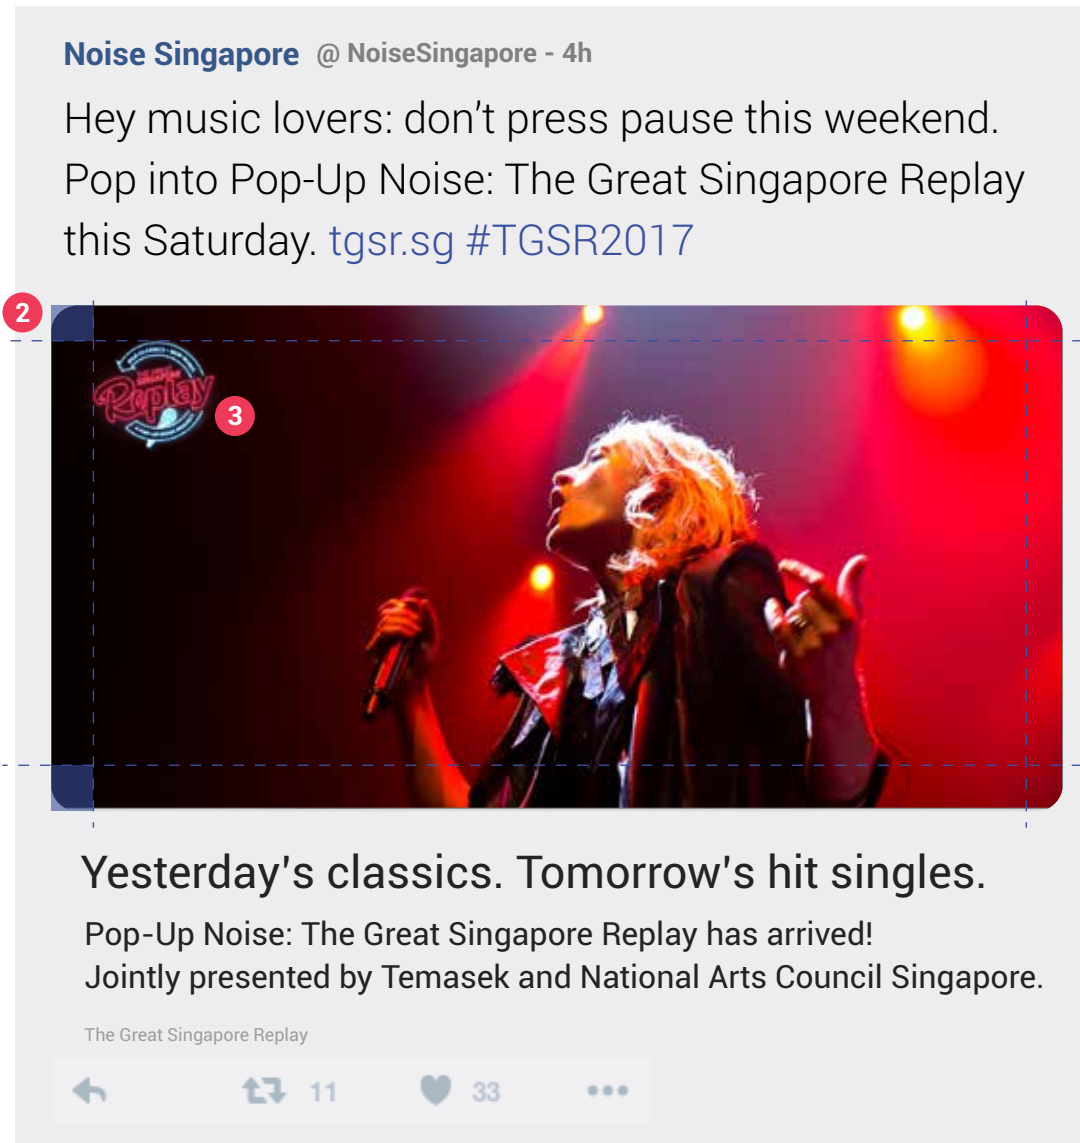 Noise Singapore @ NoiseSingapore - 4h
Hey music lovers: don't press pause this weekend.
Pop into Pop-Up Noise: The Great Singapore Replay
this Saturday. tgsr.sg #TGSR2017
2
Replay
3
Yesterday's classics. Tomorrow's hit singles.
Pop-Up Noise: The Great Singapore Replay has arrived!
Jointly presented by Temasek and National Arts Council Singapore.
The Great Singapore Replay
11 33